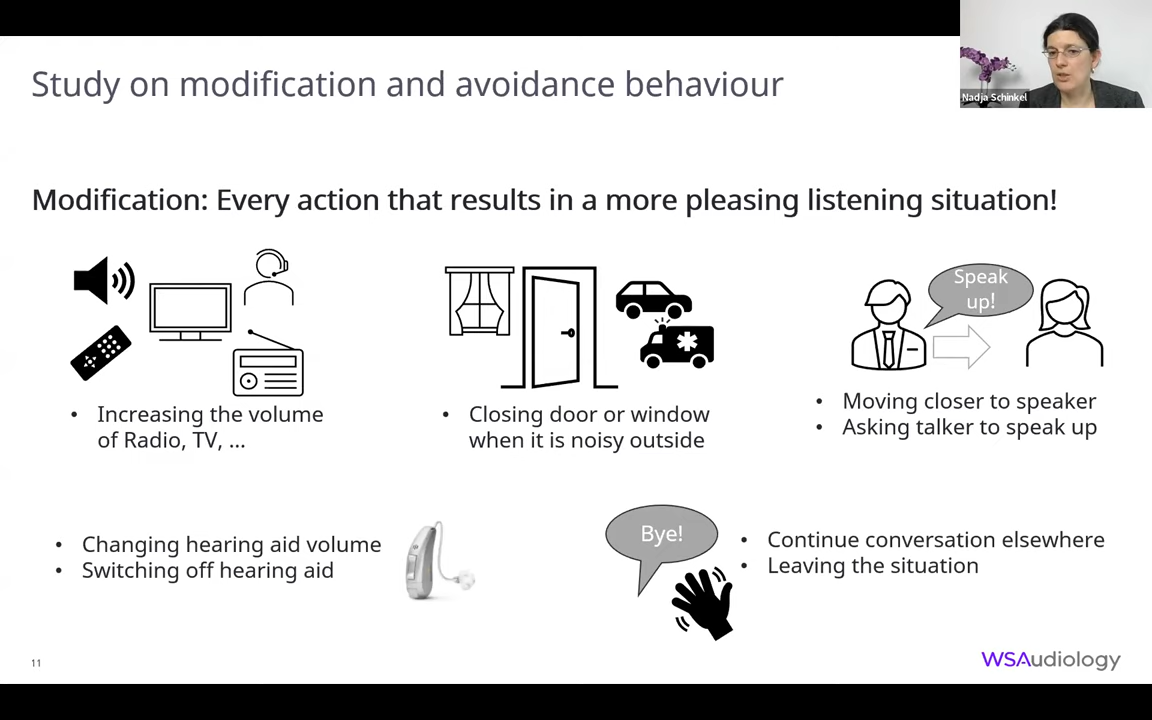 Study on modification and avoidance behaviour
Nadja Schinkel
Modification: Every action that results in a more pleasing listening situation!
Speak
up!
• Increasing the volume
of Radio, TV, ...
• Closing door or window
when it is noisy outside
• Moving closer to speaker
• Asking talker to speak up
• Changing hearing aid volume
• Switching off hearing aid
Bye!
• Continue conversation elsewhere
• Leaving the situation
11
WSAudiology